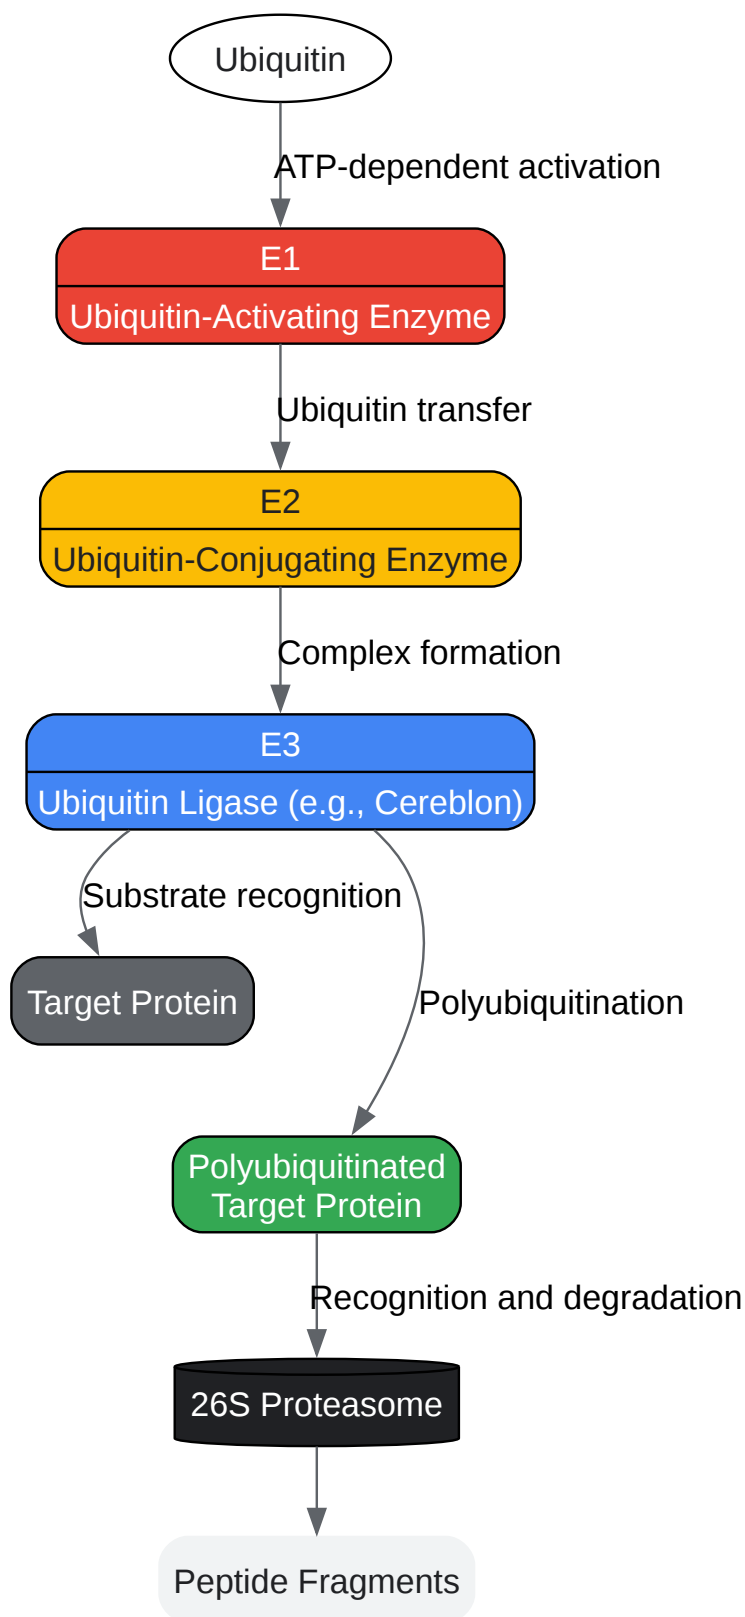 Ubiquitin
ATP-dependent activation
E1
Ubiquitin-Activating Enzyme
Ubiquitin transfer
E2
Ubiquitin-Conjugating Enzyme
Complex formation
E3
Ubiquitin Ligase (e.g., Cereblon)
Substrate recognition
Target Protein
Polyubiquitination
Polyubiquitinated
Target Protein
Recognition and degradation
26S Proteasome
Peptide Fragments